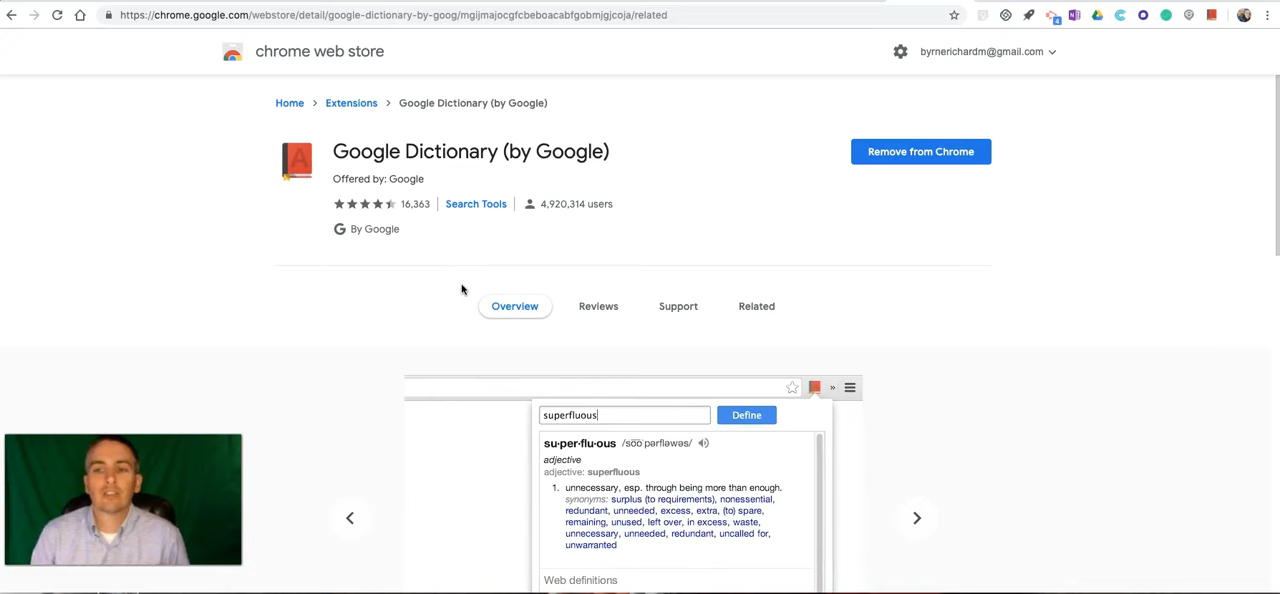 https://chrome.google.com/webstore/detail/google-dictionary-by-goog/mgijmajocgfcbeboacabfgobmjgjcoja/related
4
chrome web store
byrnerichardm@gmail.com
Home > Extensions > Google Dictionary (by Google)
Google Dictionary (by Google)
Remove from Chrome
Offered by: Google
16,363 Search Tools 4,920,314 users
G By Google
Overview Reviews Support Related
A
superfluous Define
su·per·flu·ous /so͞oˈpərflo͞oəs/
adjective
adjective: superfluous
1. unnecessary, esp. through being more than enough.
synonyms: surplus (to requirements), nonessential,
redundant, unneeded, excess, extra, (to) spare,
remaining, unused, left over, in excess, waste,
unnecessary, unneeded, redundant, uncalled for,
unwarranted
Web definitions